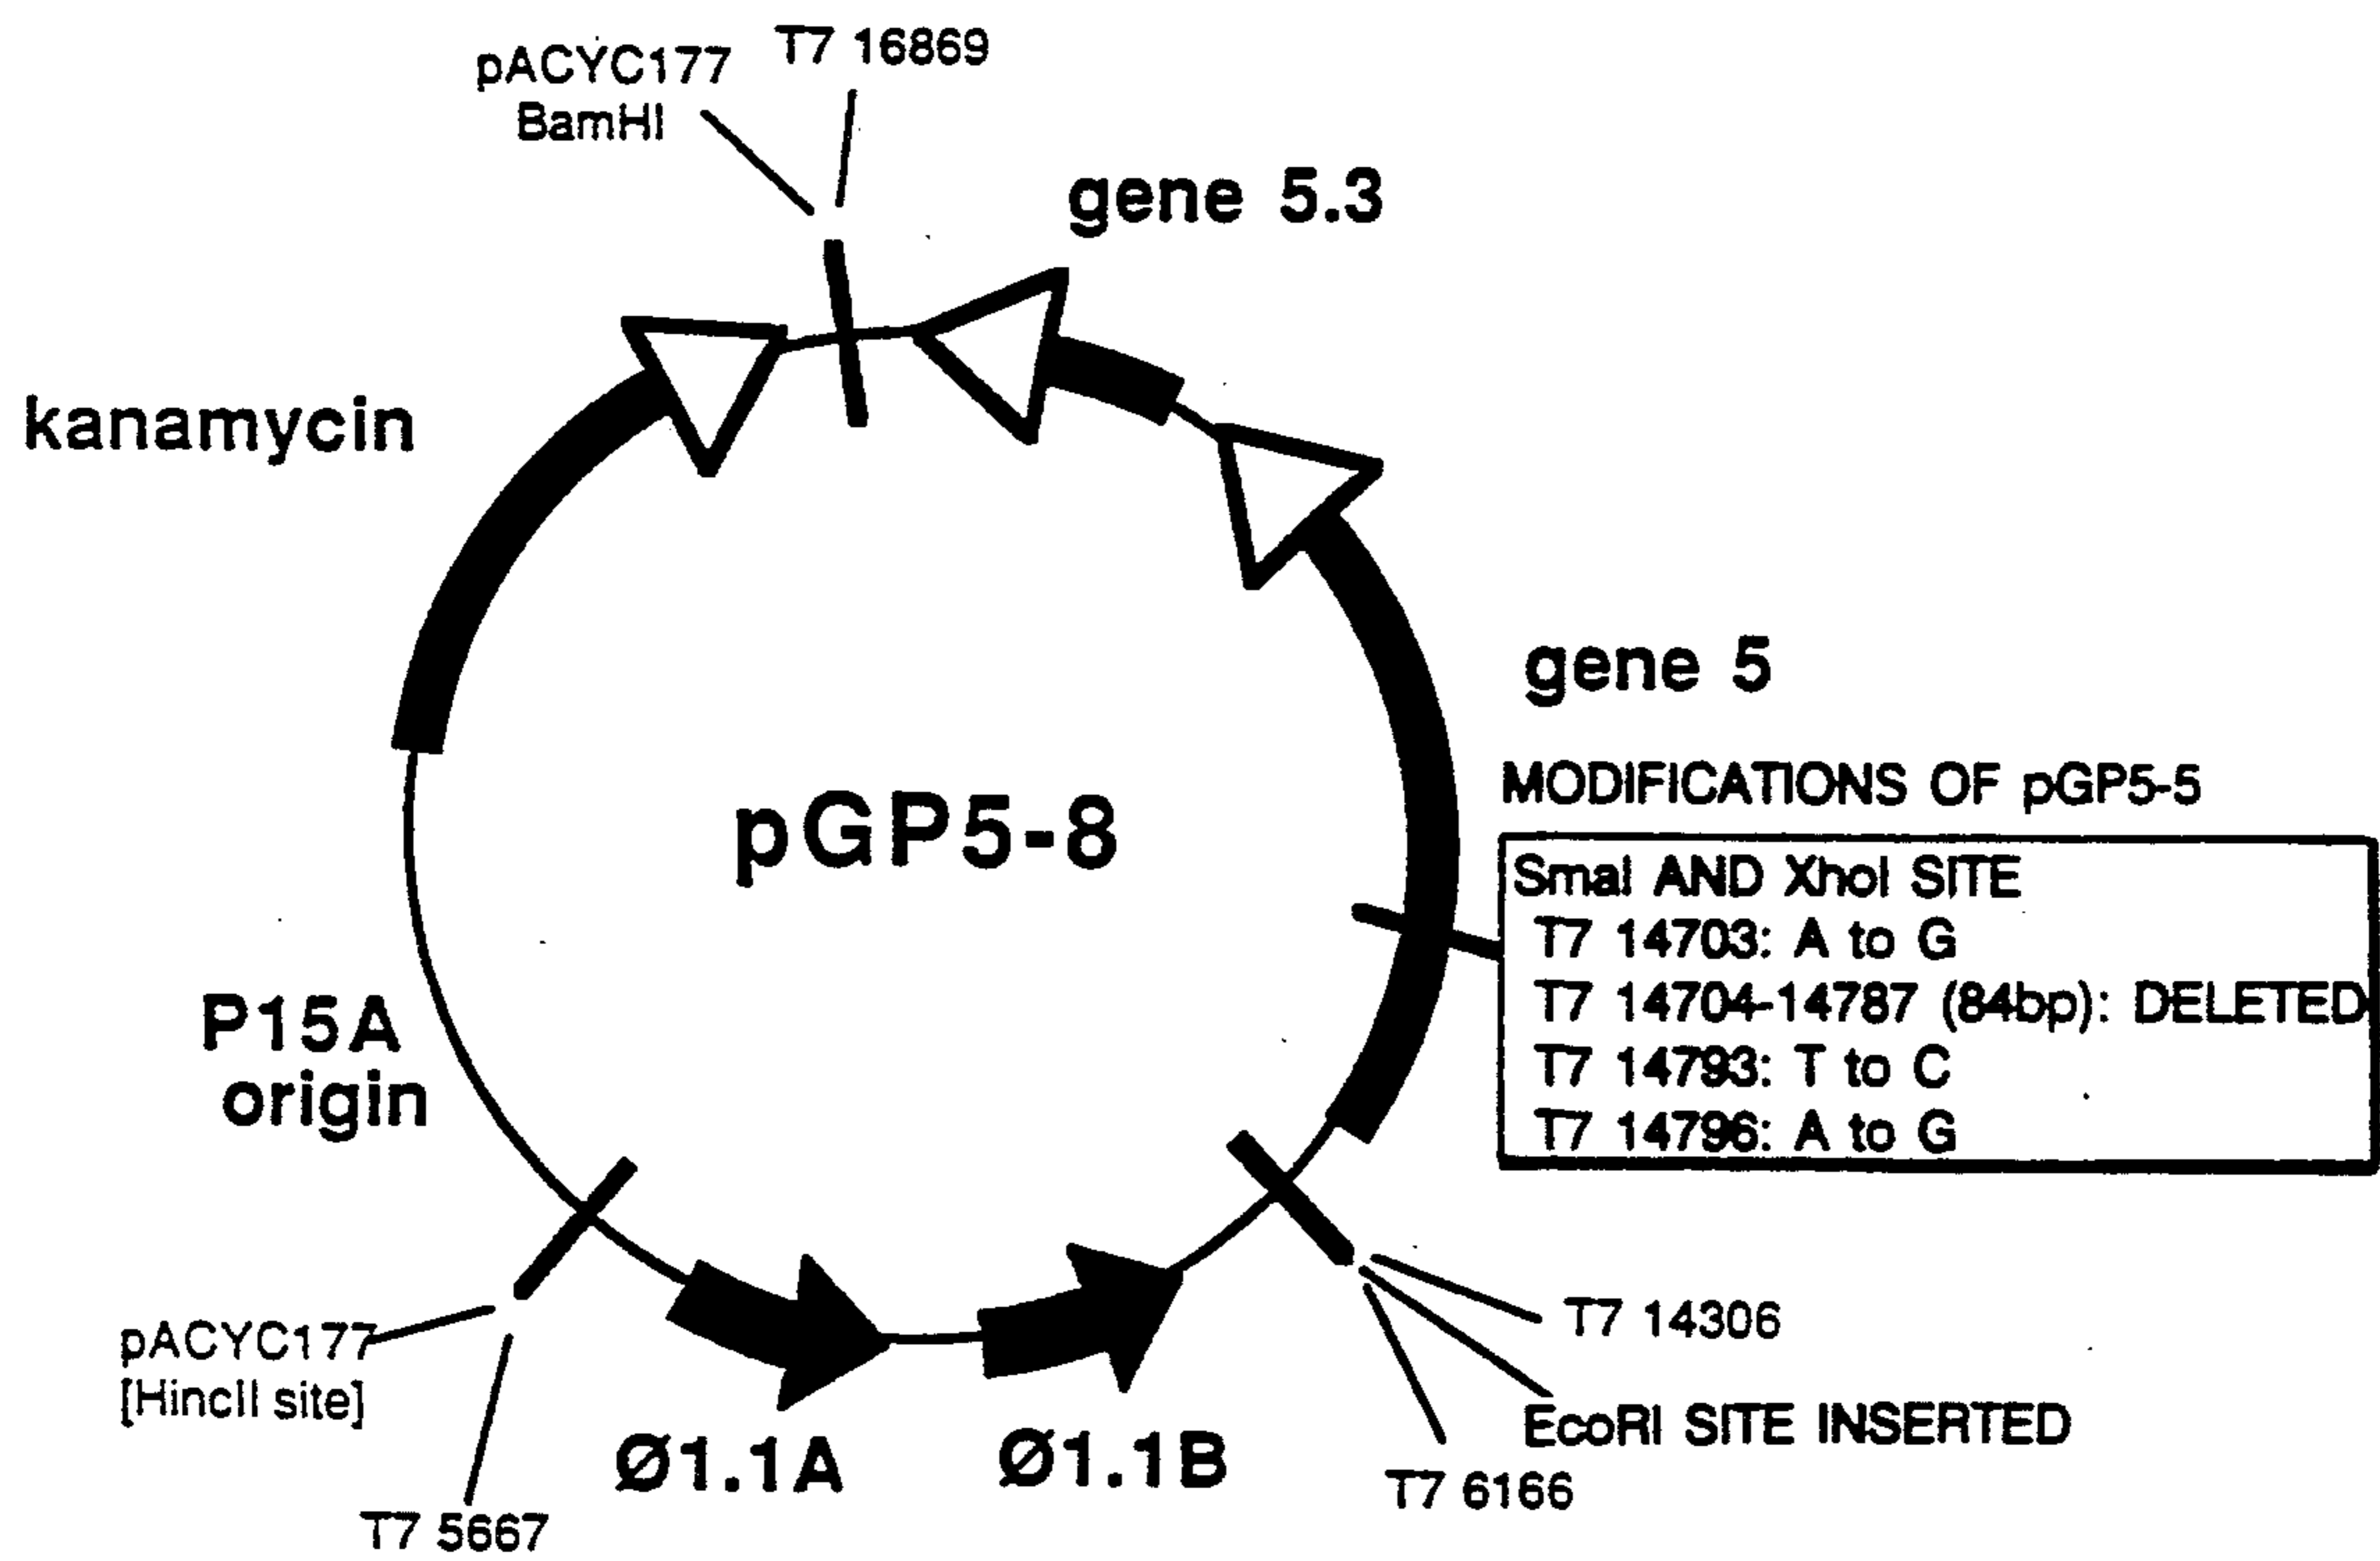 pACYC177
BamHI
T7 16869
gene 5.3
kanamycin
gene 5
MODIFICATIONS OF pGP5-5
pGP5-8
SmaI AND XhoI SITE
T7 14703: A to G
T7 14704-14787 (84bp): DELETED
T7 14793: T to C
T7 14796: A to G
P15A
origin
pACYC177
[HincII site]
T7 5667
Ø1.1A
Ø1.1B
T7 14306
EcoRI SITE INSERTED
T7 6166